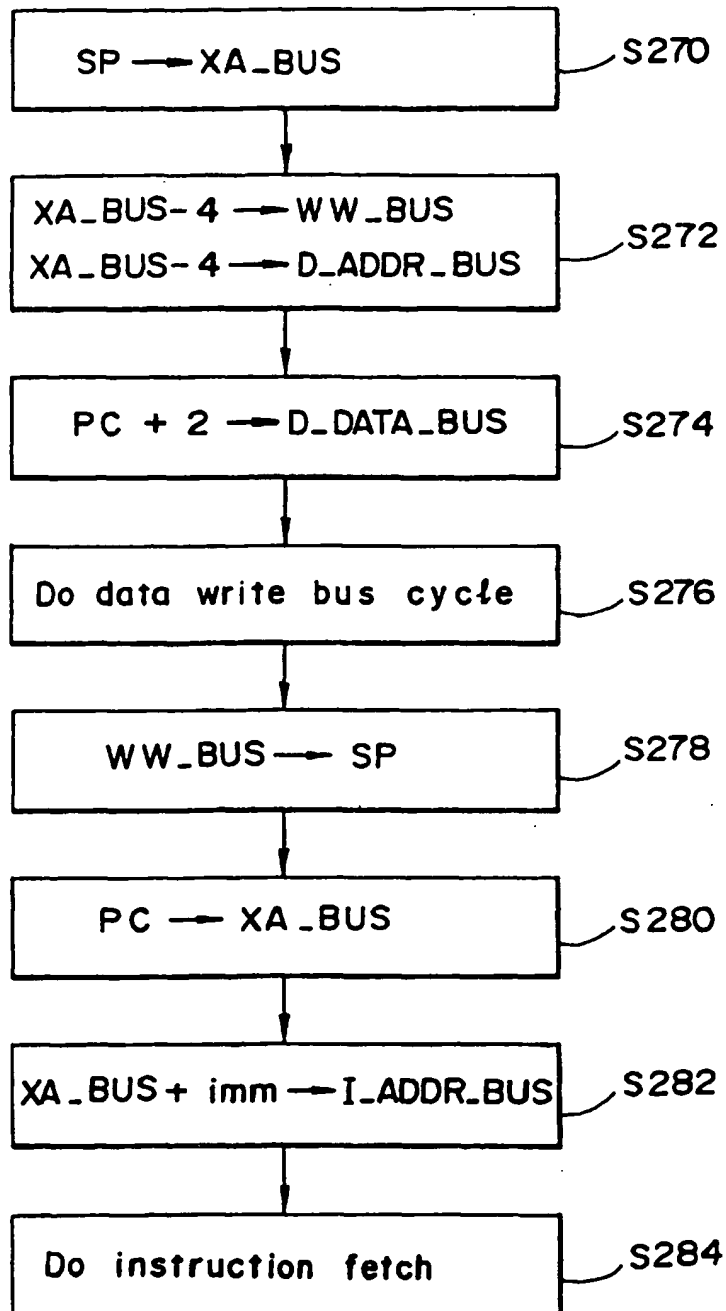 SP → XA_BUS
S270
XA_BUS-4 → WW_BUS
XA_BUS-4 → D_ADDR_BUS
S272
PC + 2 → D_DATA_BUS
S274
Do data write bus cycle
S276
WW_BUS → SP
S278
PC → XA_BUS
S280
XA_BUS + imm → I_ADDR_BUS
S282
Do instruction fetch
S284